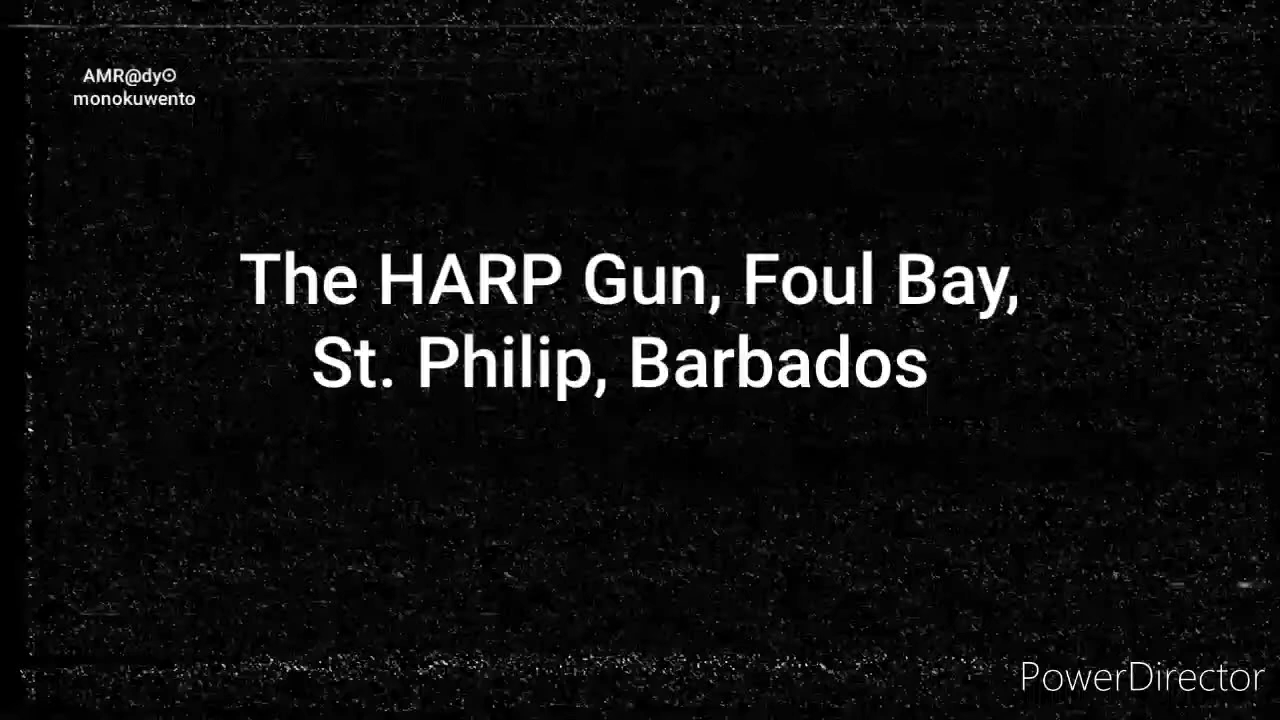 AMR@dy⊙
monokuwento
The HARP Gun, Foul Bay,
St. Philip, Barbados
PowerDirector